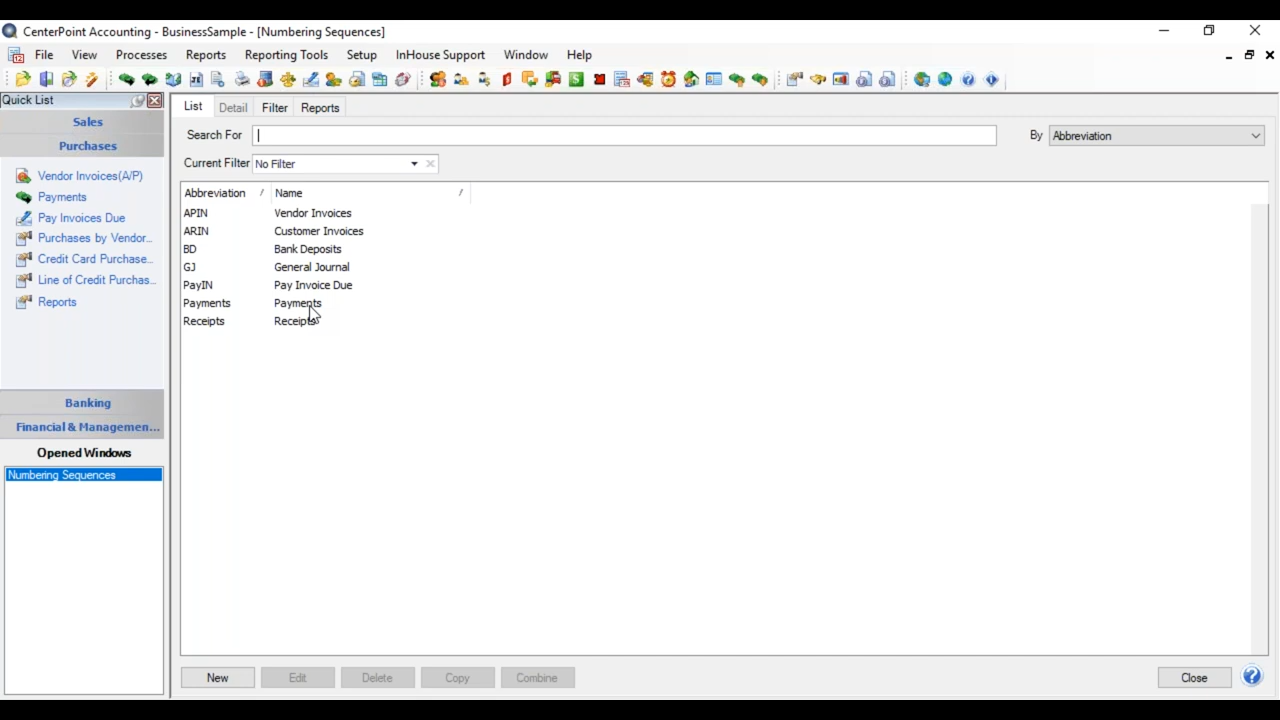 CenterPoint Accounting - BusinessSample - [Numbering Sequences]
File View Processes Reports Reporting Tools Setup InHouse Support Window Help
Quick List
Sales
Purchases
Vendor Invoices(A/P)
Payments
Pay Invoices Due
Purchases by Vendor...
Credit Card Purchase...
Line of Credit Purchas...
Reports
Banking
Financial & Managemen...
Opened Windows
Numbering Sequences
List Detail Filter Reports
Search For By Abbreviation
Current Filter No Filter
Abbreviation / Name /
APIN Vendor Invoices
ARIN Customer Invoices
BD Bank Deposits
GJ General Journal
PayIN Pay Invoice Due
Payments Payments
Receipts Receipts
New Edit Delete Copy Combine Close